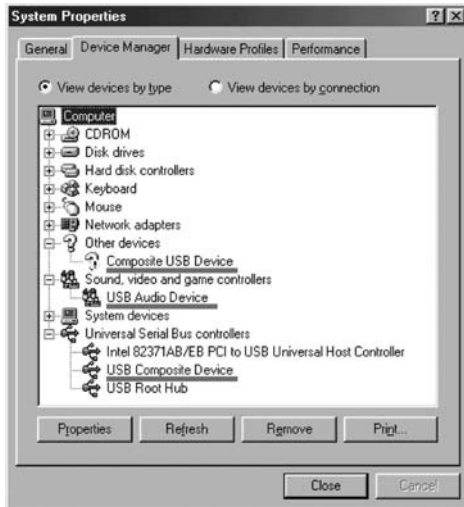 System Properties
General Device Manager Hardware Profiles Performance
View devices by type View devices by connection
Computer
CDROM
Disk drives
Hard disk controllers
Keyboard
Mouse
Network adapters
Other devices
Composite USB Device
Sound, video and game controllers
USB Audio Device
System devices
Universal Serial Bus controllers
Intel 82371AB/EB PCI to USB Universal Host Controller
USB Composite Device
USB Root Hub
Properties Refresh Remove Print...
Close Cancel